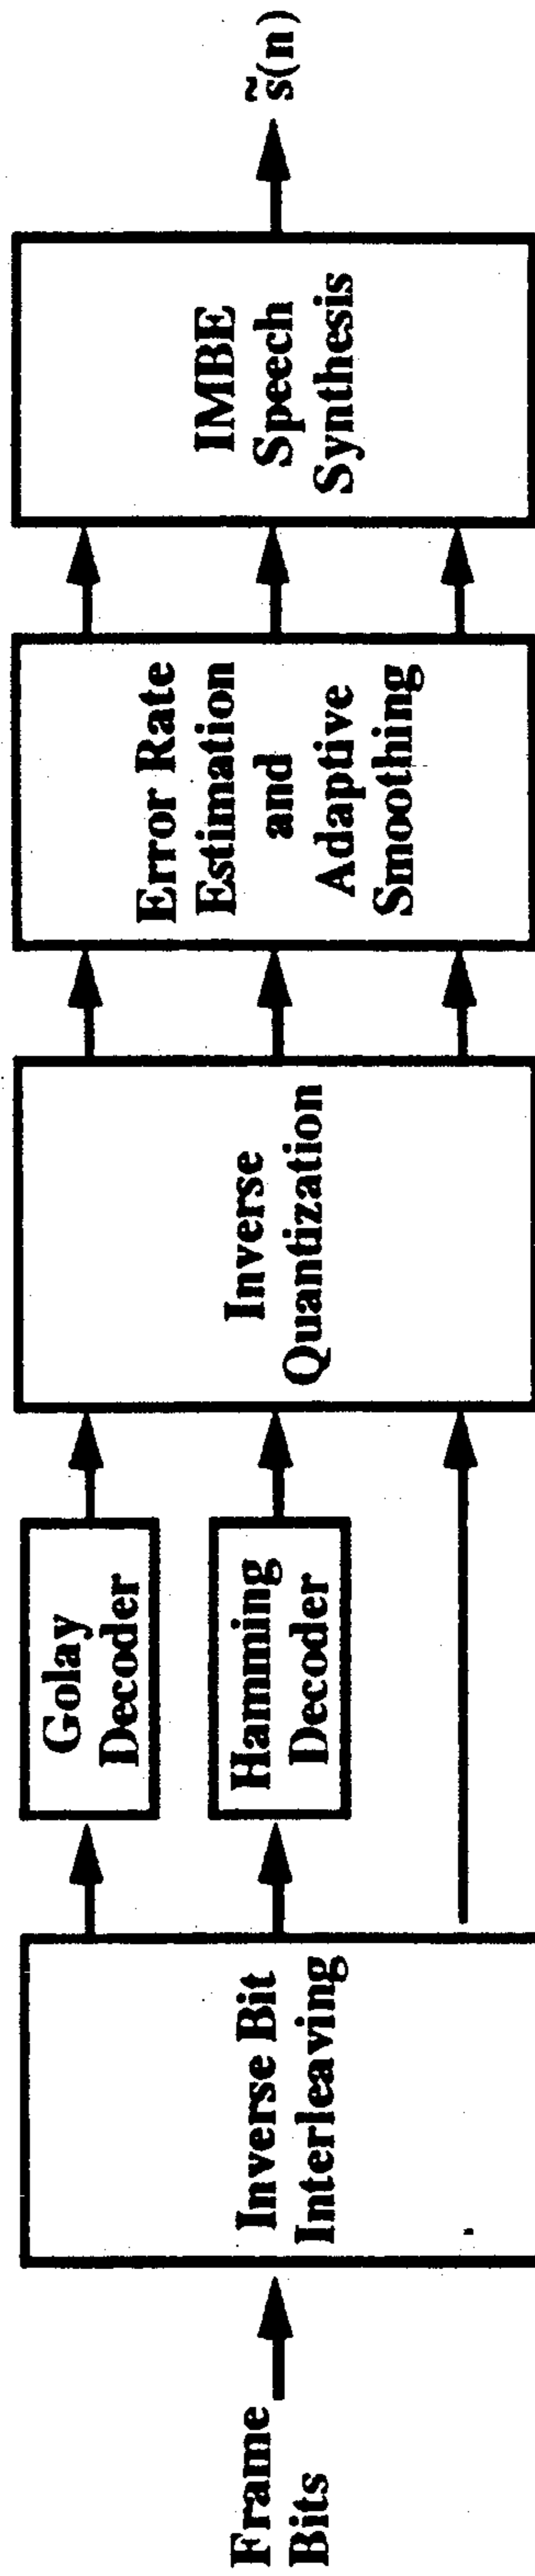 Frame
Bits
Inverse Bit
Interleaving
Golay
Decoder
Hamming
Decoder
Inverse
Quantization
Error Rate
Estimation
and
Adaptive
Smoothing
IMBE
Speech
Synthesis
s̃(n)